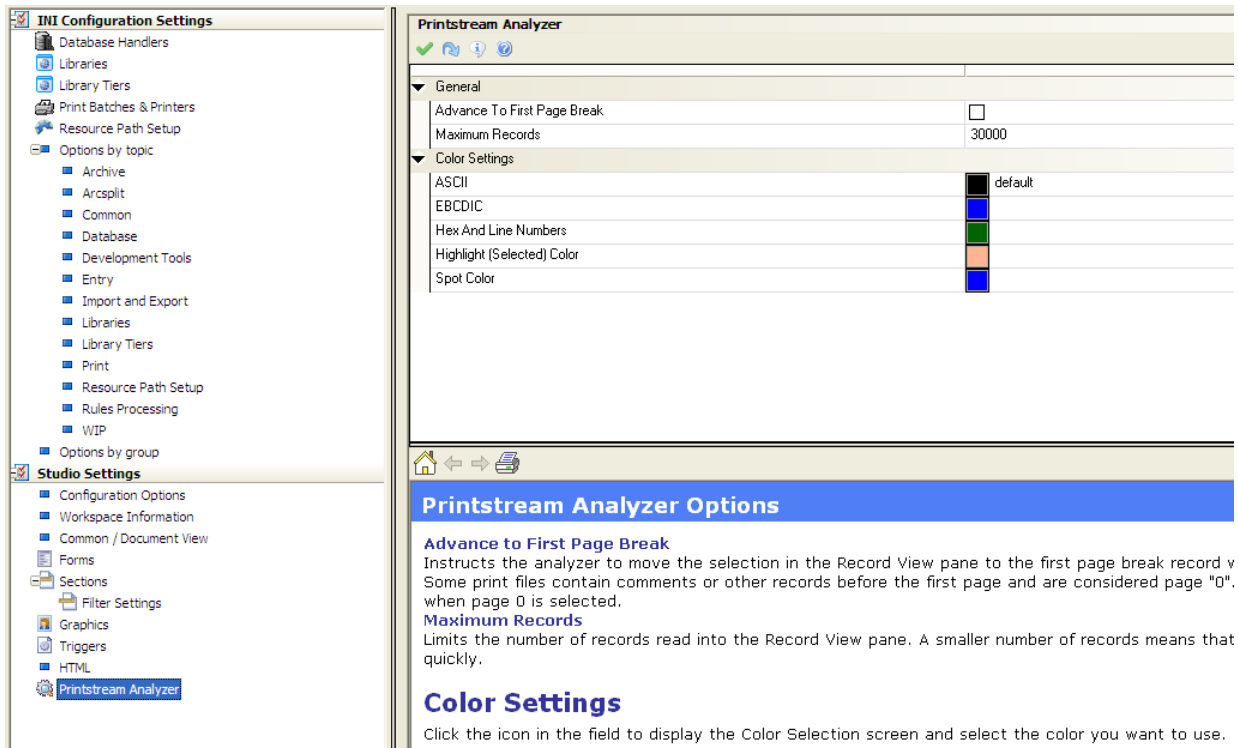 INI Configuration Settings
Database Handlers
Libraries
Library Tiers
Print Batches & Printers
Resource Path Setup
Options by topic
Archive
Arcsplit
Common
Database
Development Tools
Entry
Import and Export
Libraries
Library Tiers
Print
Resource Path Setup
Rules Processing
WIP
Options by group
Studio Settings
Configuration Options
Workspace Information
Common / Document View
Forms
Sections
Filter Settings
Graphics
Triggers
HTML
Printstream Analyzer
Printstream Analyzer
General
Advance To First Page Break
Maximum Records 30000
Color Settings
ASCII default
EBCDIC
Hex And Line Numbers
Highlight (Selected) Color
Spot Color
Printstream Analyzer Options
Advance to First Page Break
Instructs the analyzer to move the selection in the Record View pane to the first page break record
Some print files contain comments or other records before the first page and are considered page "0".
when page 0 is selected.
Maximum Records
Limits the number of records read into the Record View pane. A smaller number of records means that
quickly.
Color Settings
Click the icon in the field to display the Color Selection screen and select the color you want to use.